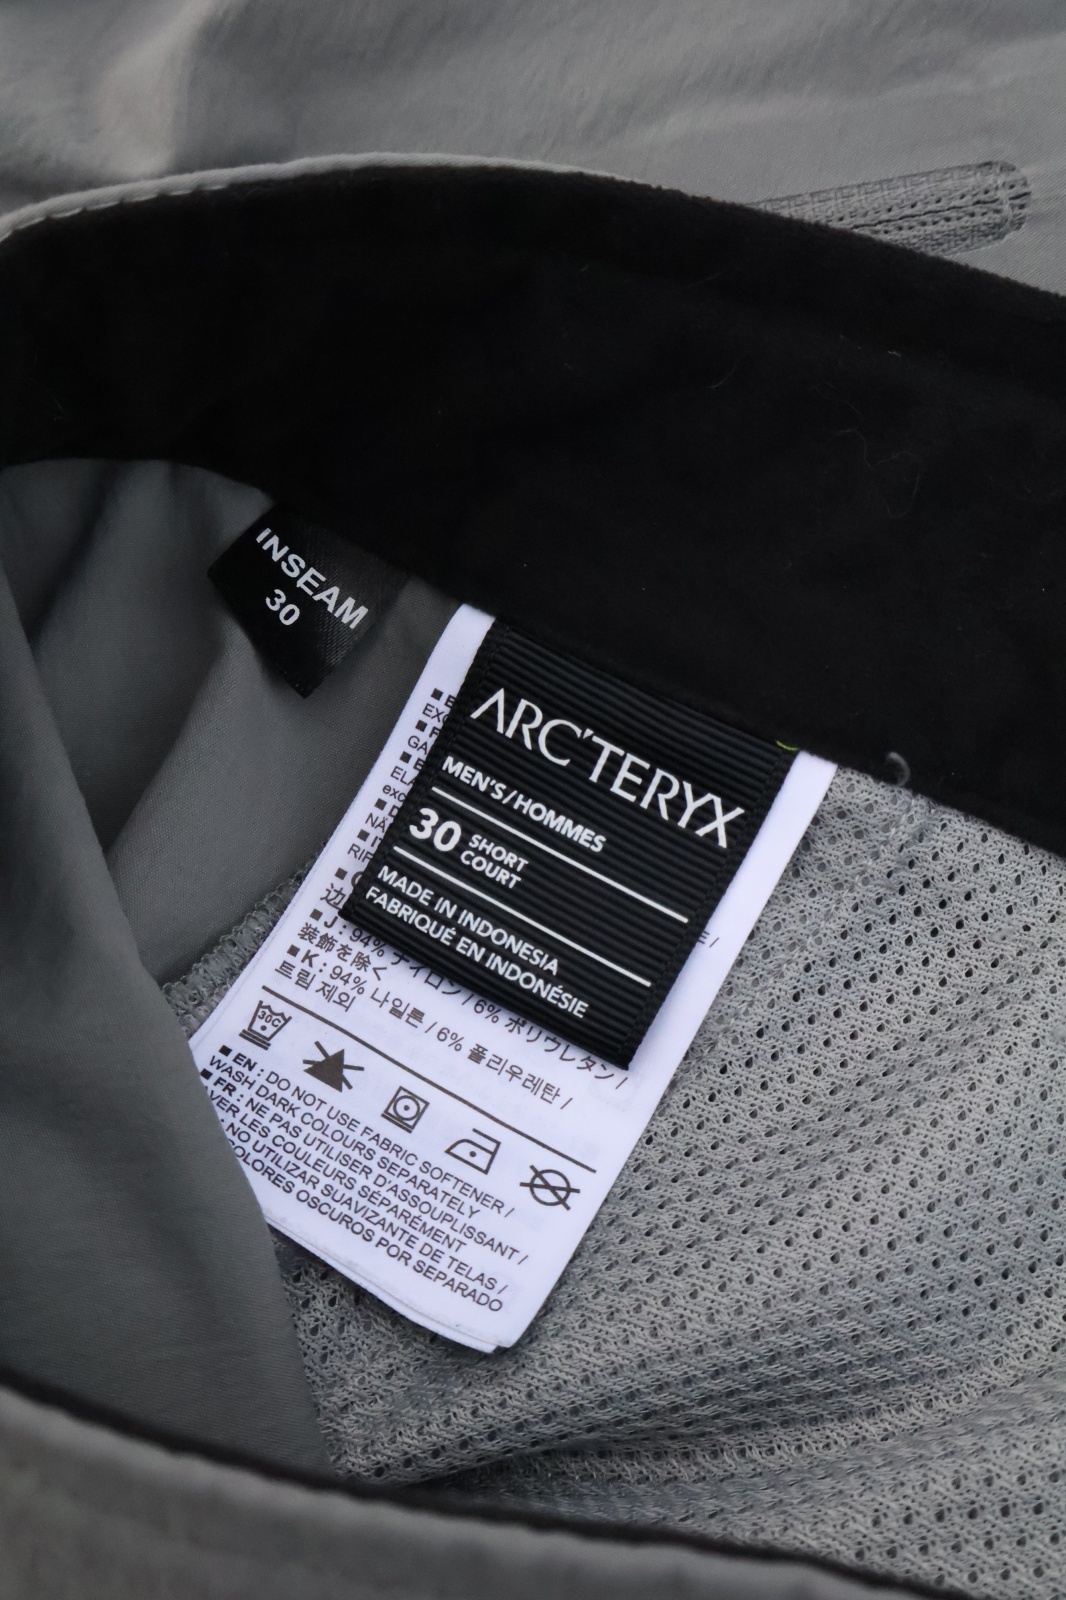 INSEAM
30
ARC'TERYX
MEN'S/HOMMES
30 SHORT
COURT
MADE IN INDONESIA
FABRIQUÉ EN INDONÉSIE
■ J : 94% ナイロン / 6% ポリウレタン /
装飾を除く
■ K : 94% 나일론 / 6% 폴리우레탄 /
트림 제외
30C
■ EN : DO NOT USE FABRIC SOFTENER /
WASH DARK COLOURS SEPARATELY
■ FR : NE PAS UTILISER D'ASSOUPLISSANT /
VER LES COULEURS SÉPARÉMENT
NO UTILIZAR SUAVIZANTE DE TELAS /
OLORES OSCUROS POR SEPARADO